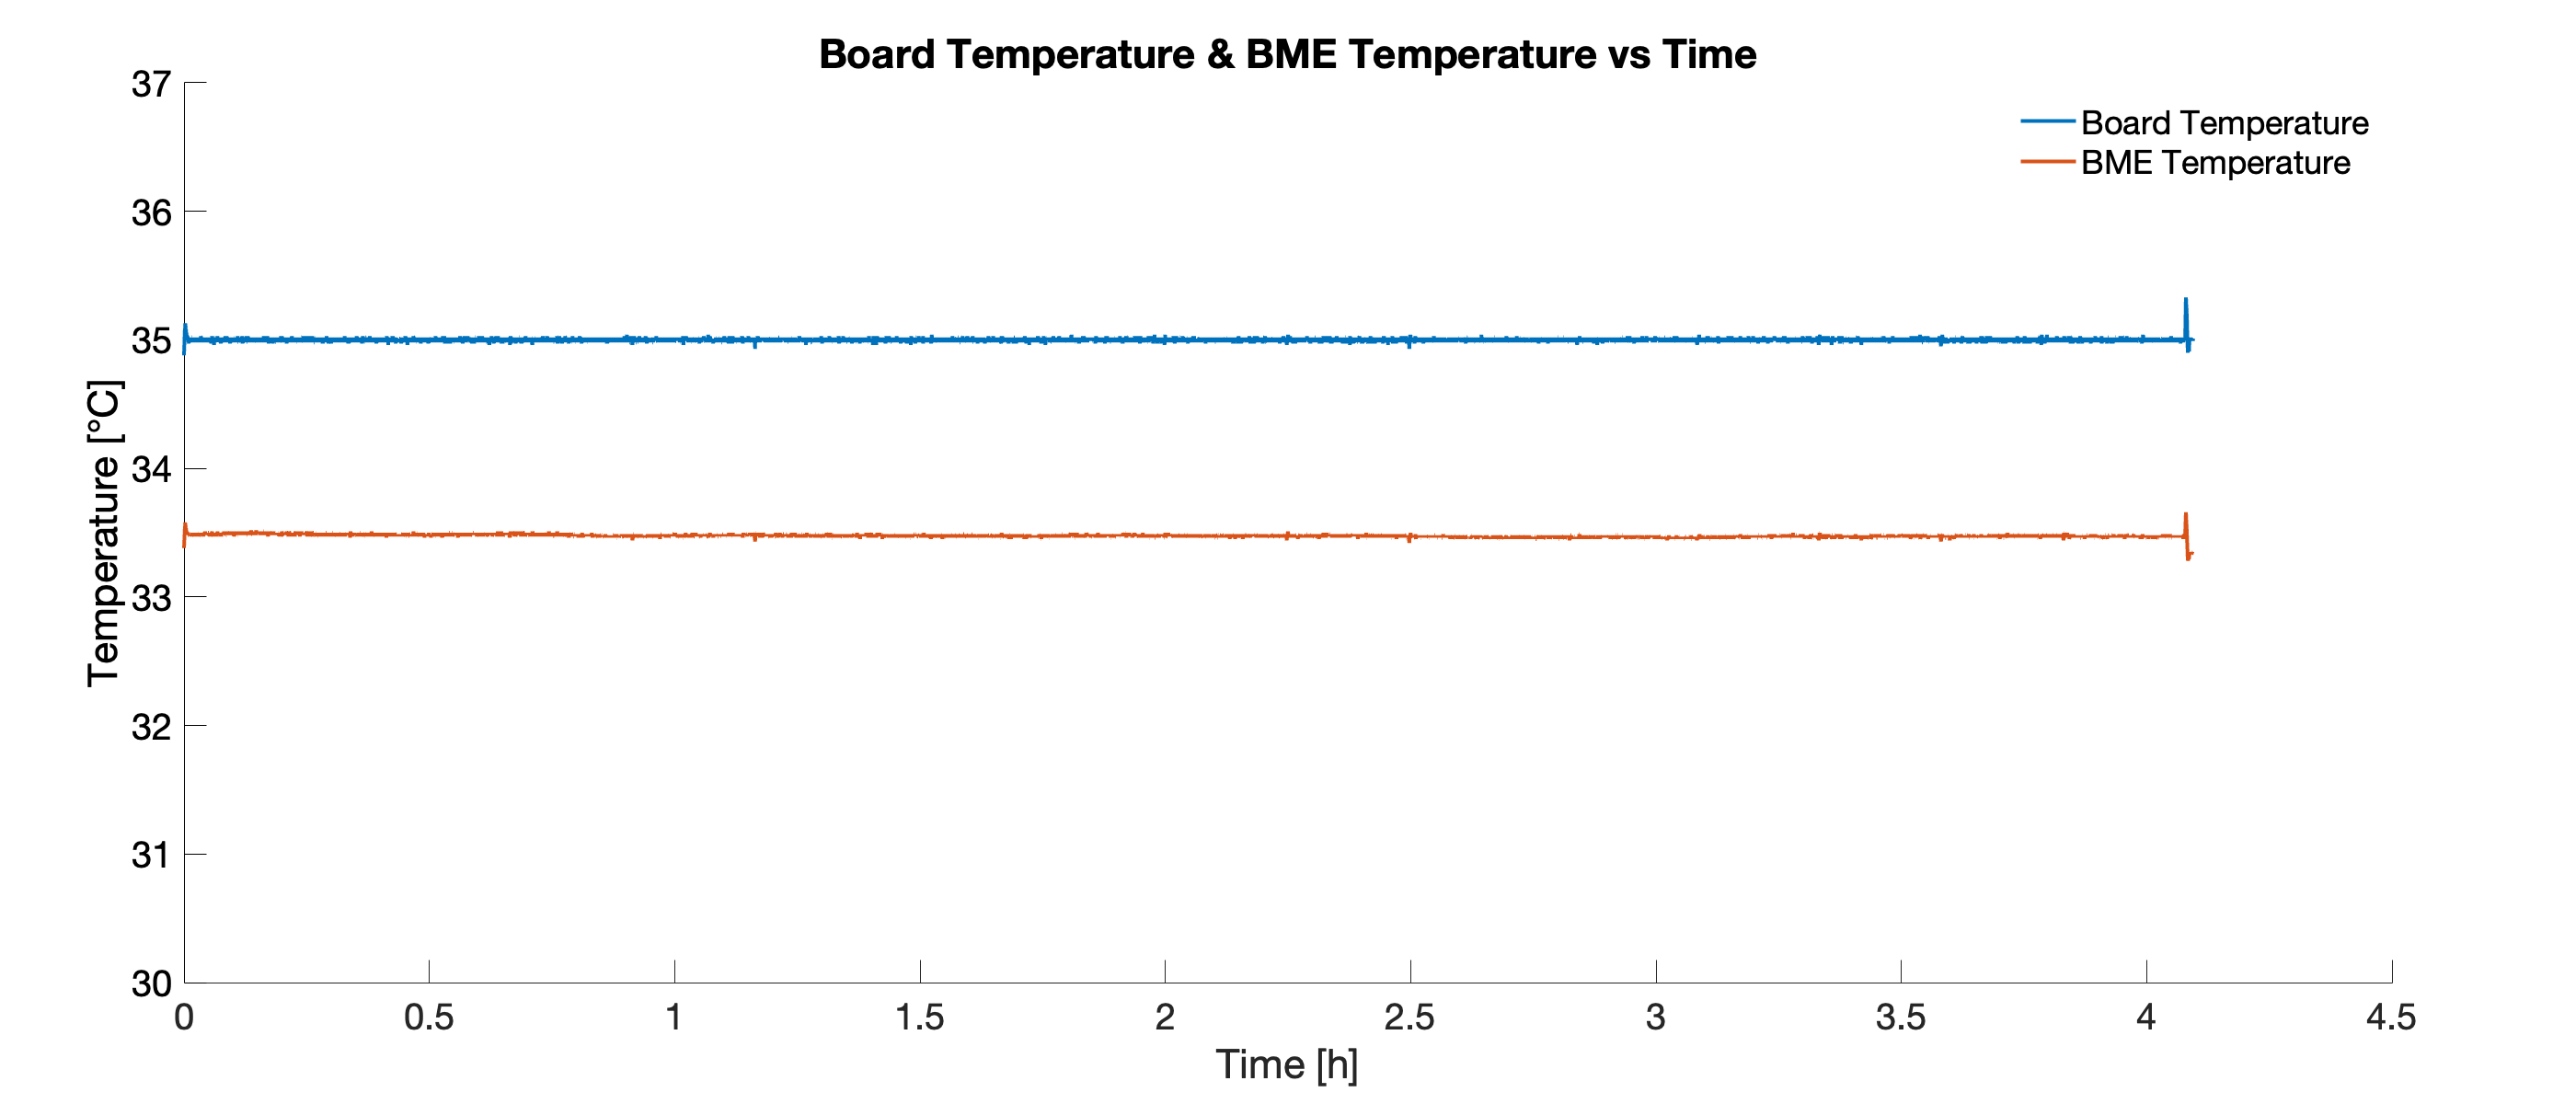 Board Temperature & BME Temperature vs Time
Board Temperature
BME Temperature
Temperature [°C]
37
36
35
34
33
32
31
30
0 0.5 1 1.5 2 2.5 3 3.5 4 4.5
Time [h]